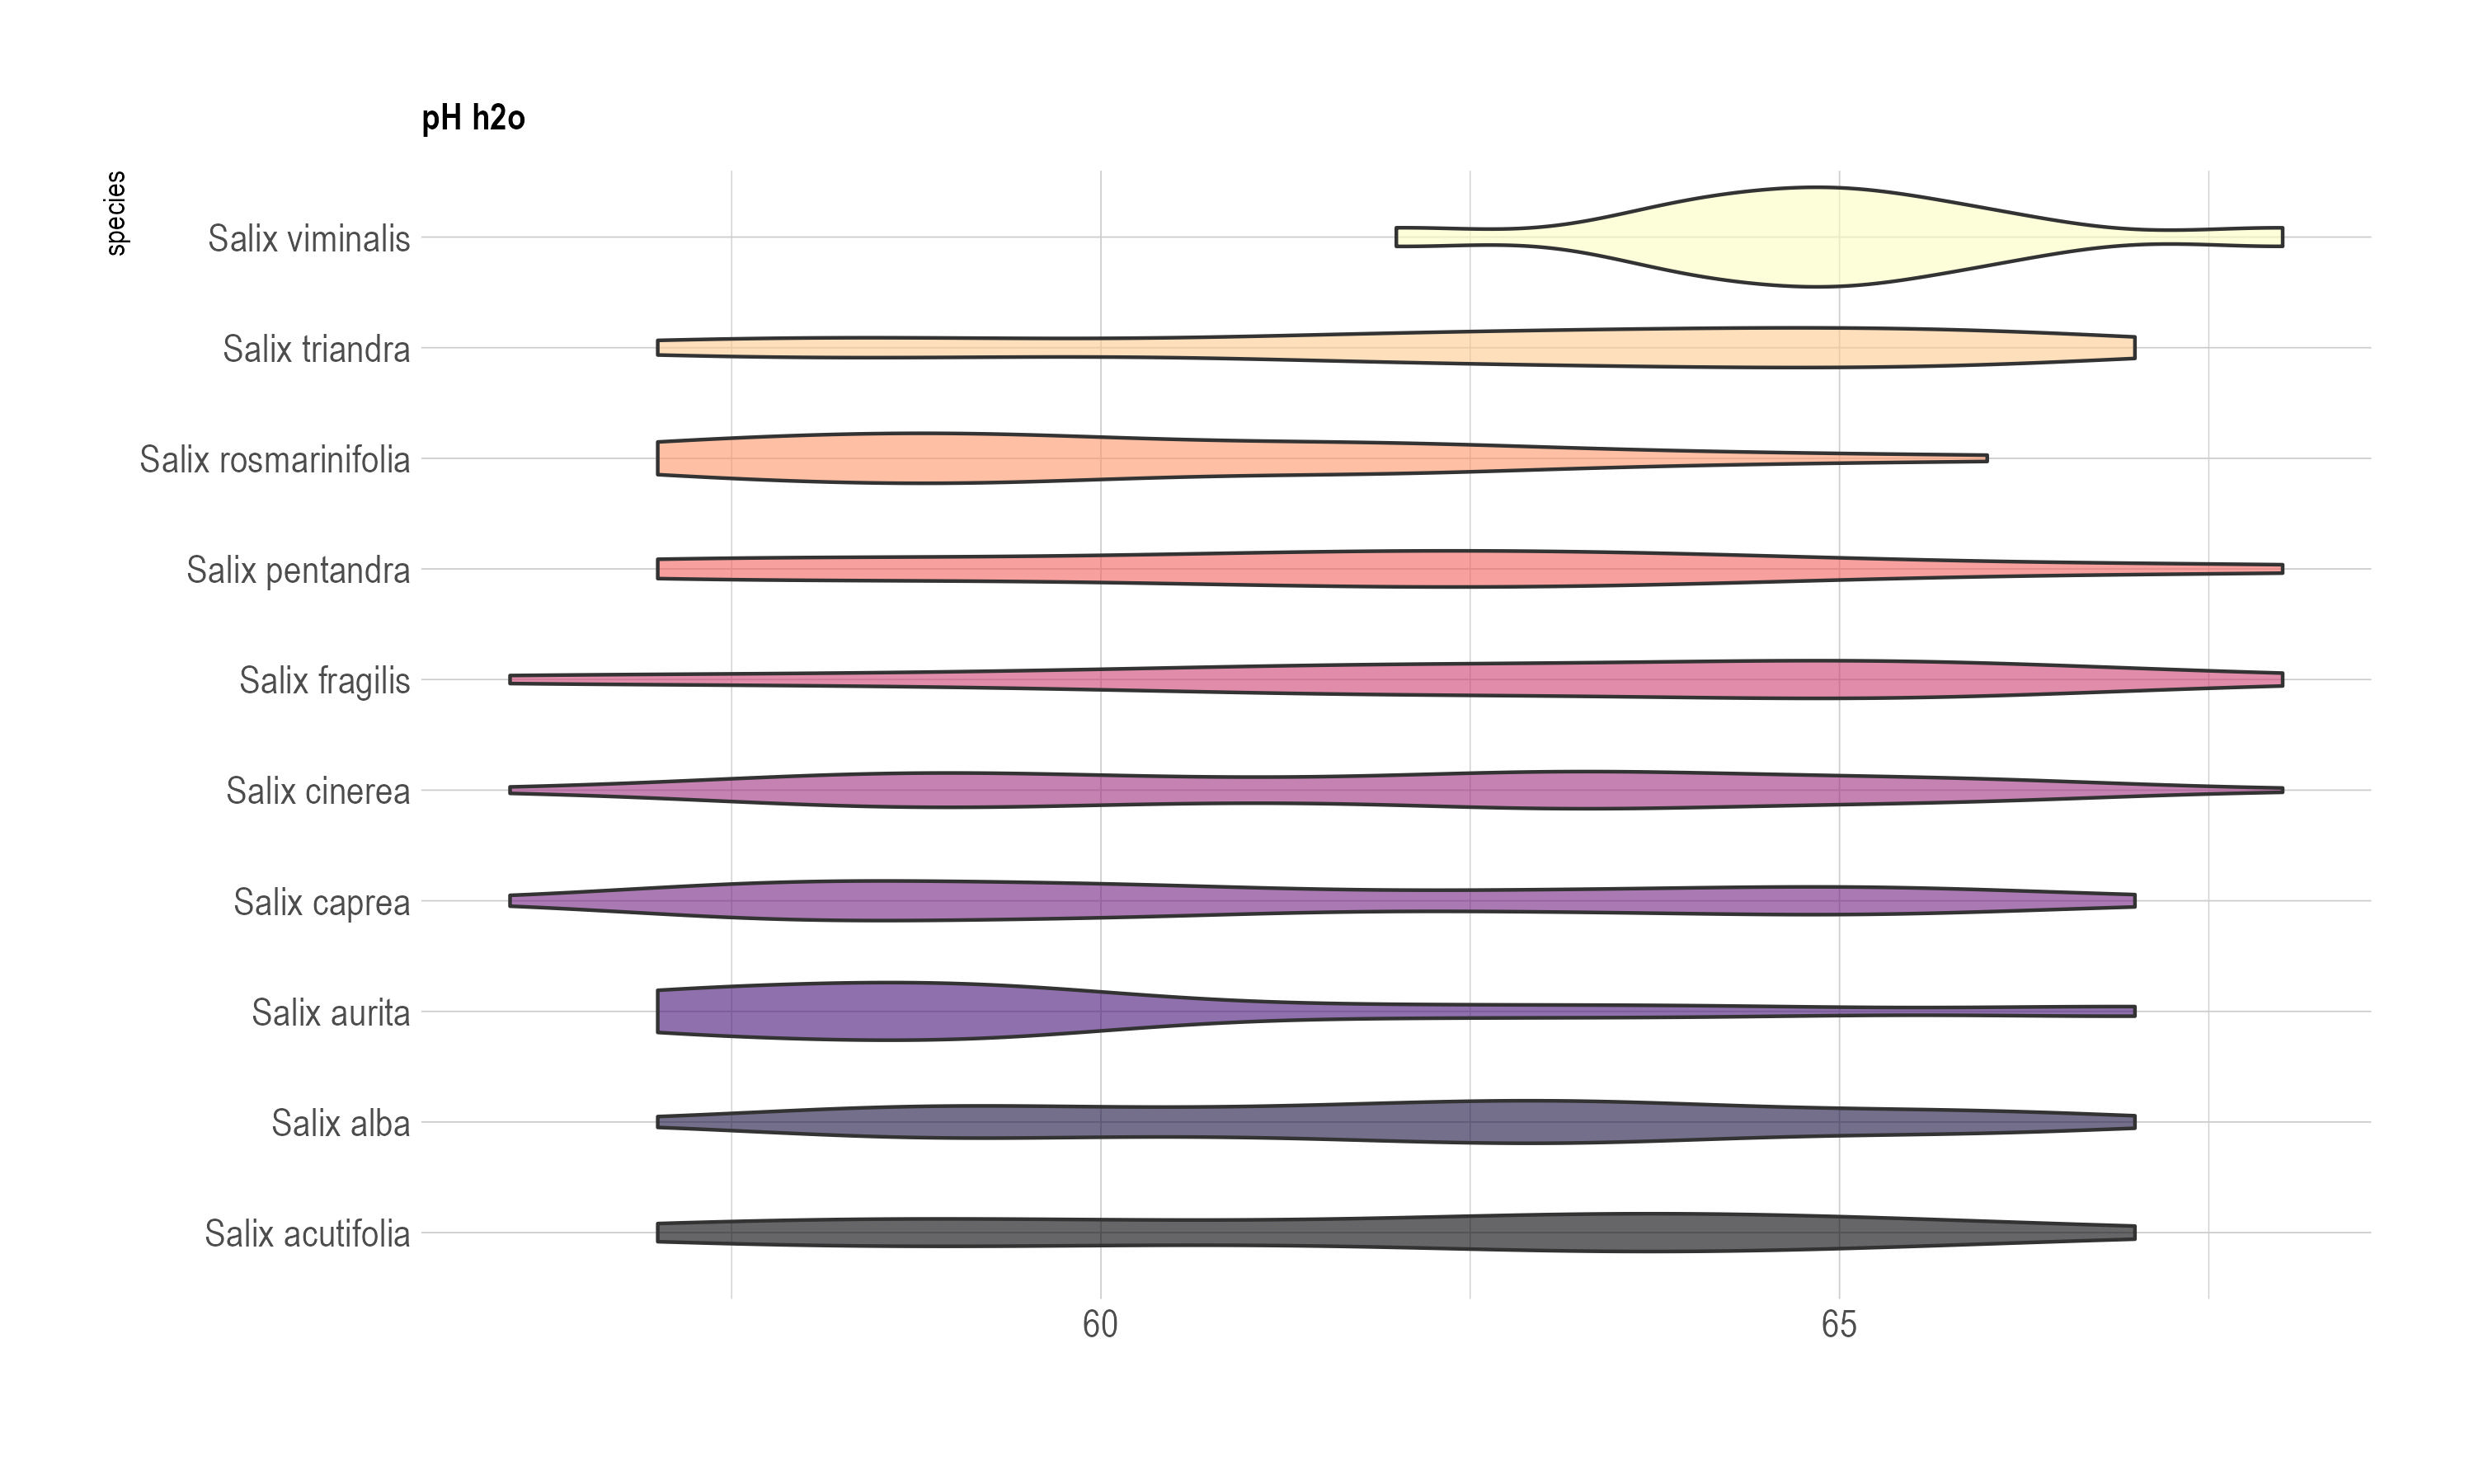 pH h2o
species
Salix viminalis
Salix triandra
Salix rosmarinifolia
Salix pentandra
Salix fragilis
Salix cinerea
Salix caprea
Salix aurita
Salix alba
Salix acutifolia
60 65